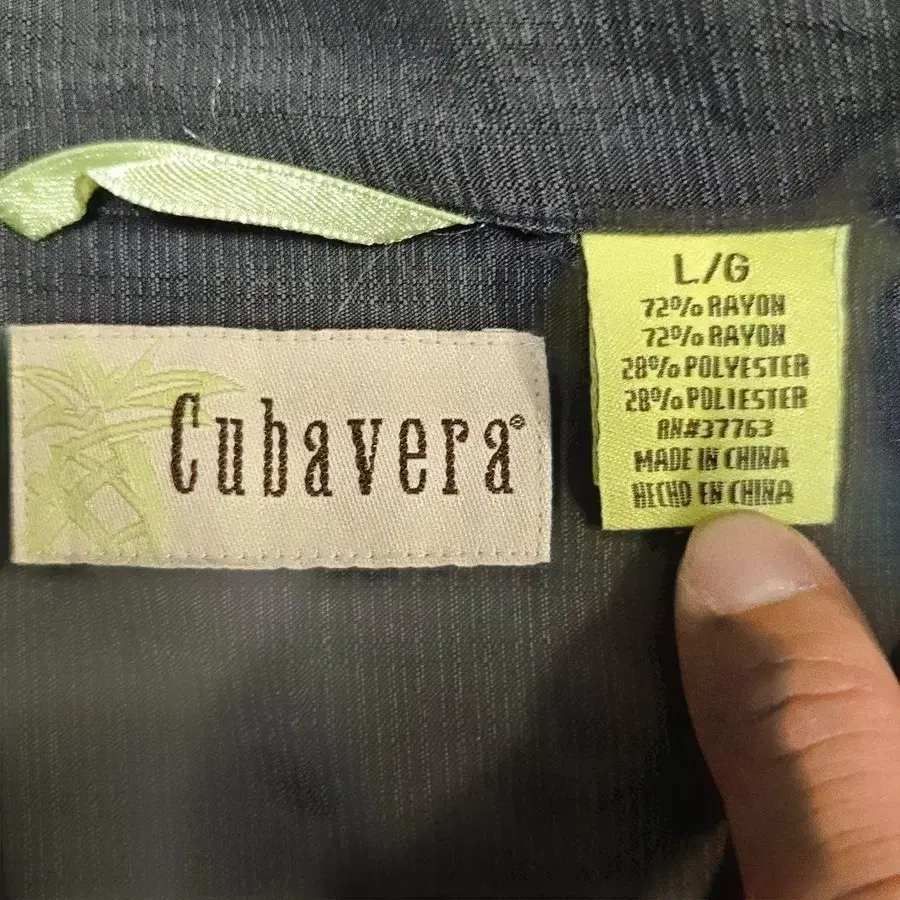 Cubavera®
L/G
72% RAYON
72% RAYON
28% POLYESTER
28% POLIESTER
RN#37763
MADE IN CHINA
HECHO EN CHINA